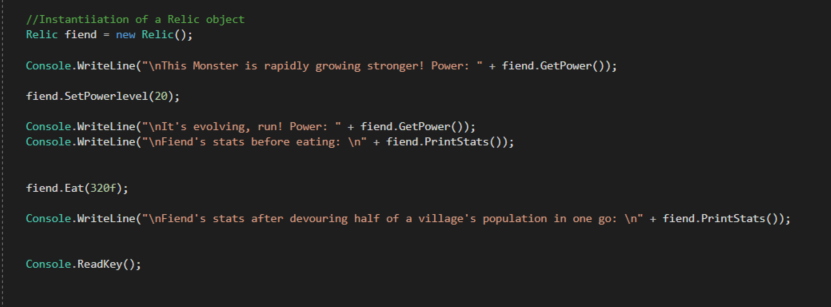 //Instantiiation of a Relic object
Relic fiend = new Relic();
Console.WriteLine("\nThis Monster is rapidly growing stronger! Power: " + fiend.GetPower());
fiend.SetPowerlevel(20);
Console.WriteLine("\nIt's evolving, run! Power: " + fiend.GetPower());
Console.WriteLine("\nFiend's stats before eating: \n" + fiend.PrintStats());
fiend.Eat(320f);
Console.WriteLine("\nFiend's stats after devouring half of a village's population in one go: \n" + fiend.PrintStats());
Console.ReadKey();